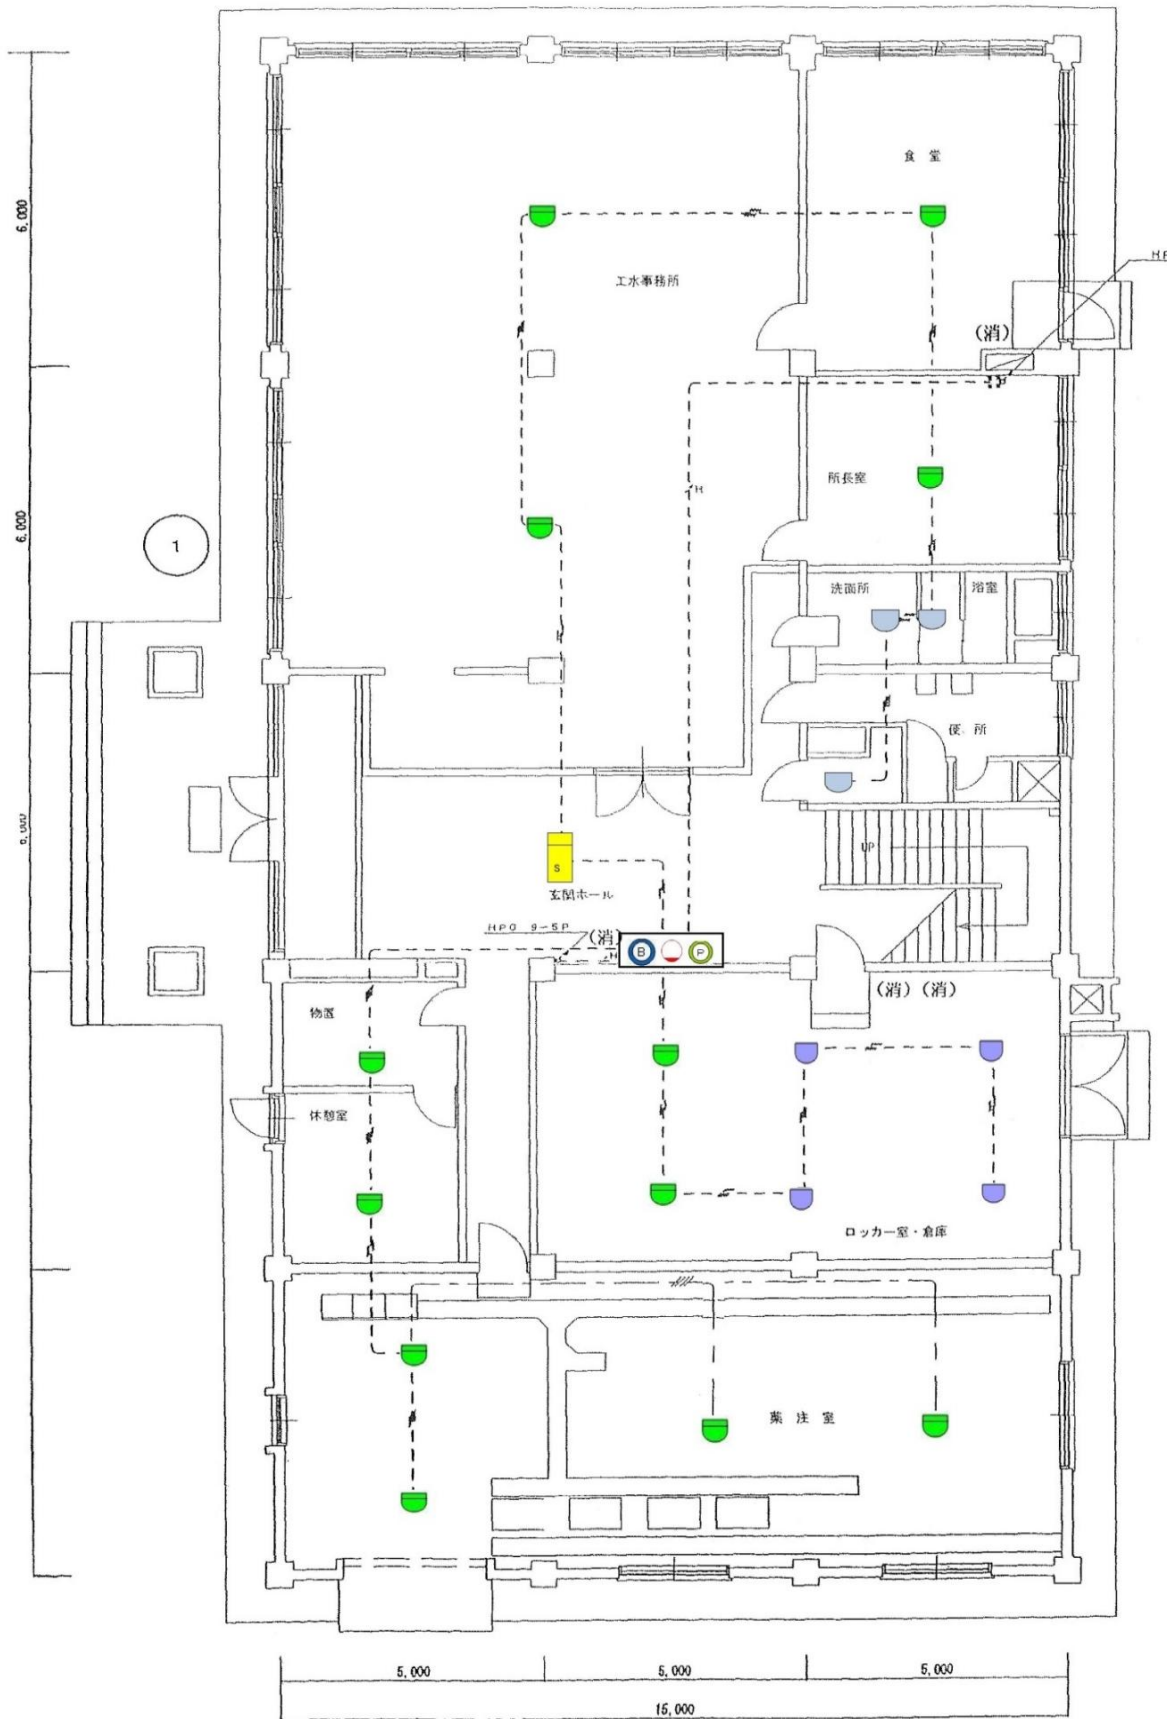 食 堂
6,000
工水事務所
HP
(消)
所長室
6,000
1
H
洗面所
浴室
便 所
UP
S
玄関ホール
HPO 9-5P
(消)
H
B
P
(消) (消)
物置
休憩室
ロッカー室・倉庫
薬 注 室
5,000
5,000
5,000
15,000